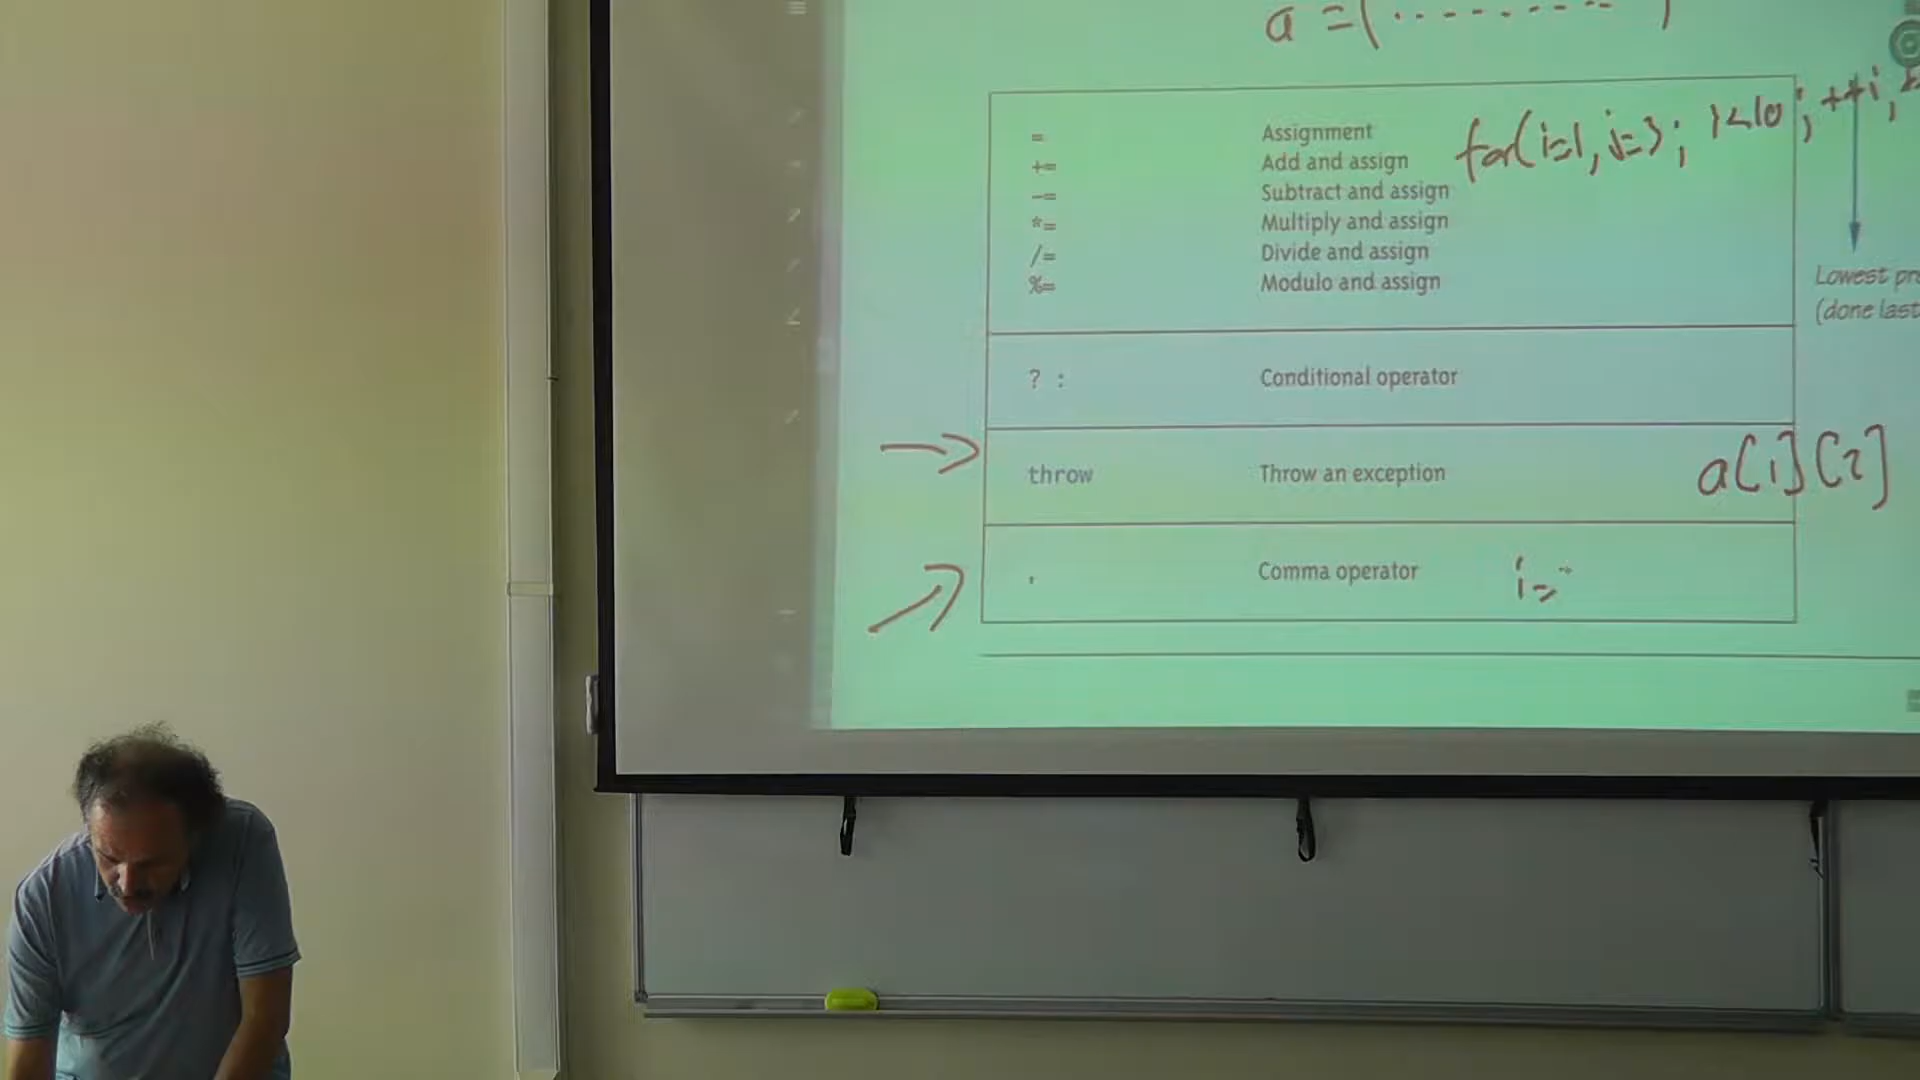 a =(.........)
= Assignment
for(i=1, j=3; i<10; ++i,
+= Add and assign
-= Subtract and assign
*= Multiply and assign
/= Divide and assign
%= Modulo and assign
Lowest pr
(done last
? : Conditional operator
throw Throw an exception
a[1][2]
, Comma operator
i=